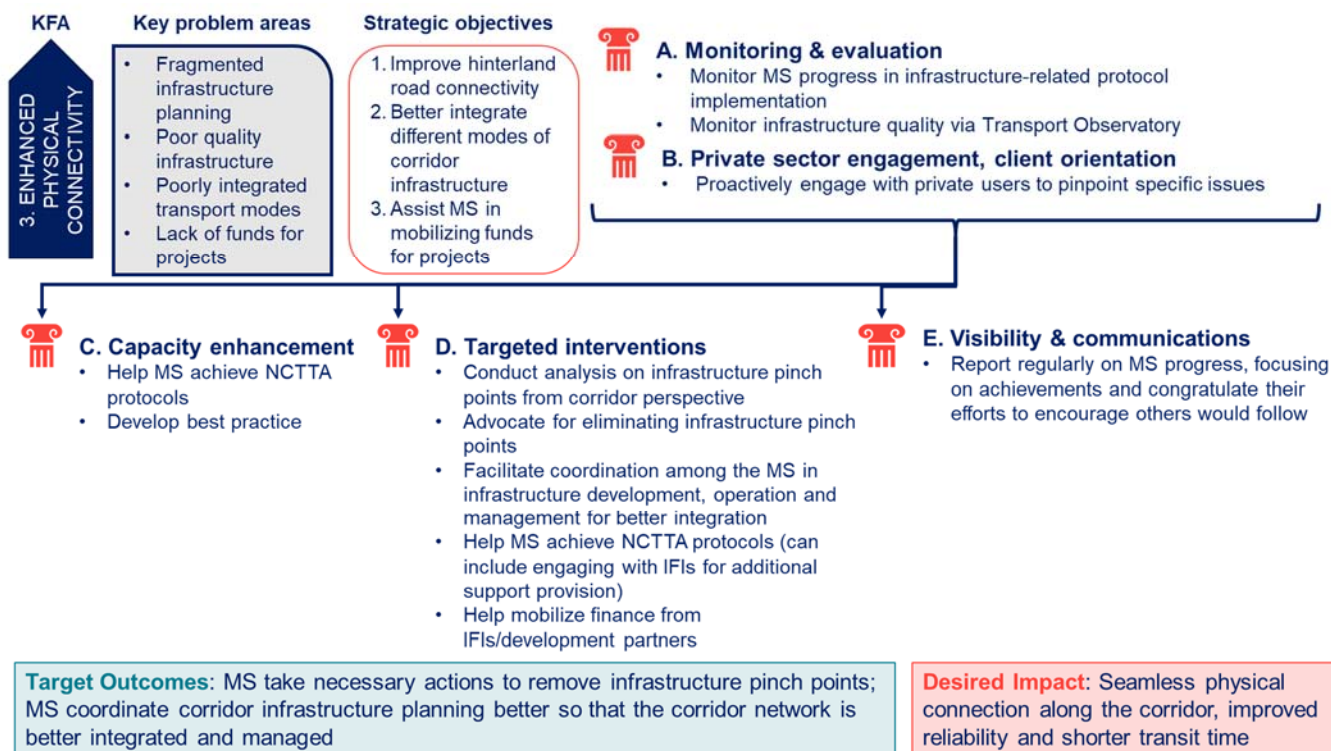 KFA
3. ENHANCED
PHYSICAL
CONNECTIVITY
Key problem areas
• Fragmented
infrastructure
planning
• Poor quality
infrastructure
• Poorly integrated
transport modes
• Lack of funds for
projects
Strategic objectives
1. Improve hinterland
road connectivity
2. Better integrate
different modes of
corridor
infrastructure
3. Assist MS in
mobilizing funds
for projects
A. Monitoring & evaluation
• Monitor MS progress in infrastructure-related protocol
implementation
• Monitor infrastructure quality via Transport Observatory
B. Private sector engagement, client orientation
• Proactively engage with private users to pinpoint specific issues
C. Capacity enhancement
• Help MS achieve NCTTA
protocols
• Develop best practice
D. Targeted interventions
• Conduct analysis on infrastructure pinch
points from corridor perspective
• Advocate for eliminating infrastructure pinch
points
• Facilitate coordination among the MS in
infrastructure development, operation and
management for better integration
• Help MS achieve NCTTA protocols (can
include engaging with IFIs for additional
support provision)
• Help mobilize finance from
IFIs/development partners
E. Visibility & communications
• Report regularly on MS progress, focusing
on achievements and congratulate their
efforts to encourage others would follow
Target Outcomes: MS take necessary actions to remove infrastructure pinch points;
MS coordinate corridor infrastructure planning better so that the corridor network is
better integrated and managed
Desired Impact: Seamless physical
connection along the corridor, improved
reliability and shorter transit time